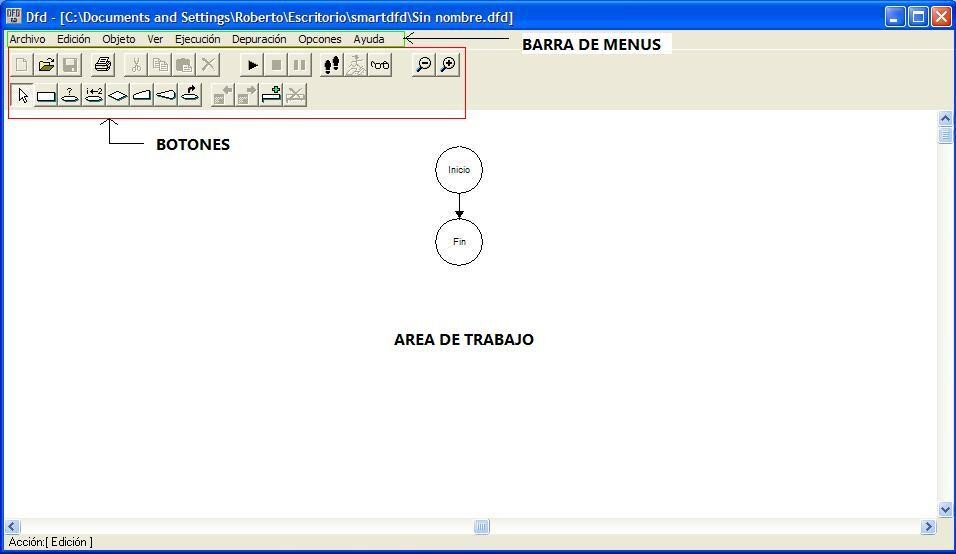 Dfd - [C:\Documents and Settings\Roberto\Escritorio\smartdfd\Sin nombre.dfd]
Archivo Edición Objeto Ver Ejecución Depuración Opcones Ayuda
BARRA DE MENUS
BOTONES
Inicio
Fin
AREA DE TRABAJO
Acción:[ Edición ]